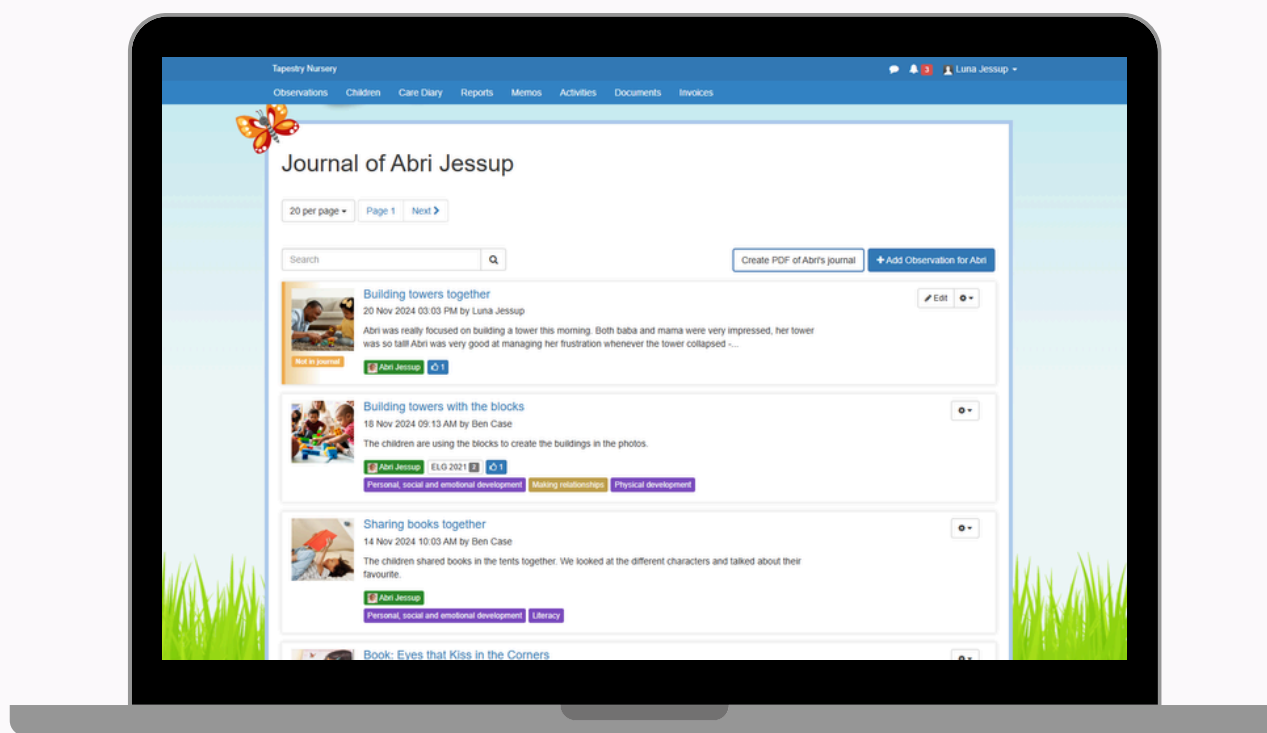 Tapestry Nursery
3 Luna Jessup
Observations Children Care Diary Reports Memos Activities Documents Invoices
Journal of Abri Jessup
20 per page Page 1 Next
Search
Create PDF of Abri's journal + Add Observation for Abri
Building towers together
Edit
20 Nov 2024 03:03 PM by Luna Jessup
Abri was really focused on building a tower this morning. Both baba and mama were very impressed, her tower
was so tall! Abri was very good at managing her frustration whenever the tower collapsed -...
Not in journal
Abri Jessup 1
Building towers with the blocks
18 Nov 2024 09:13 AM by Ben Case
The children are using the blocks to create the buildings in the photos.
Abri Jessup ELG 2021 1
Personal, social and emotional development Making relationships Physical development
Sharing books together
14 Nov 2024 10:03 AM by Ben Case
The children shared books in the tents together. We looked at the different characters and talked about their
favourite.
Abri Jessup
Personal, social and emotional development Literacy
Book: Eyes that Kiss in the Corners